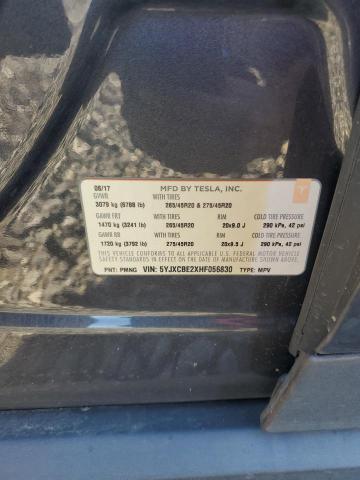 06/17 MFD BY TESLA, INC.
GVWR WITH TIRES
3079 kg (6788 lb) 265/45R20 & 275/45R20
GAWR FRT WITH TIRES RIM COLD TIRE PRESSURE
1470 kg (3241 lb) 265/45R20 20x9.0 J 290 kPa, 42 psi
GAWR RR WITH TIRES RIM COLD TIRE PRESSURE
1720 kg (3792 lb) 275/45R20 20x9.5 J 290 kPa, 42 psi
THIS VEHICLE CONFORMS TO ALL APPLICABLE U.S. FEDERAL MOTOR VEHICLE
SAFETY AND THEFT PREVENTION STANDARDS IN EFFECT ON THE DATE OF
MANUFACTURE SHOWN ABOVE.
PNT: PMNG VIN: 5YJXCBE2XHF056830 TYPE: MPV